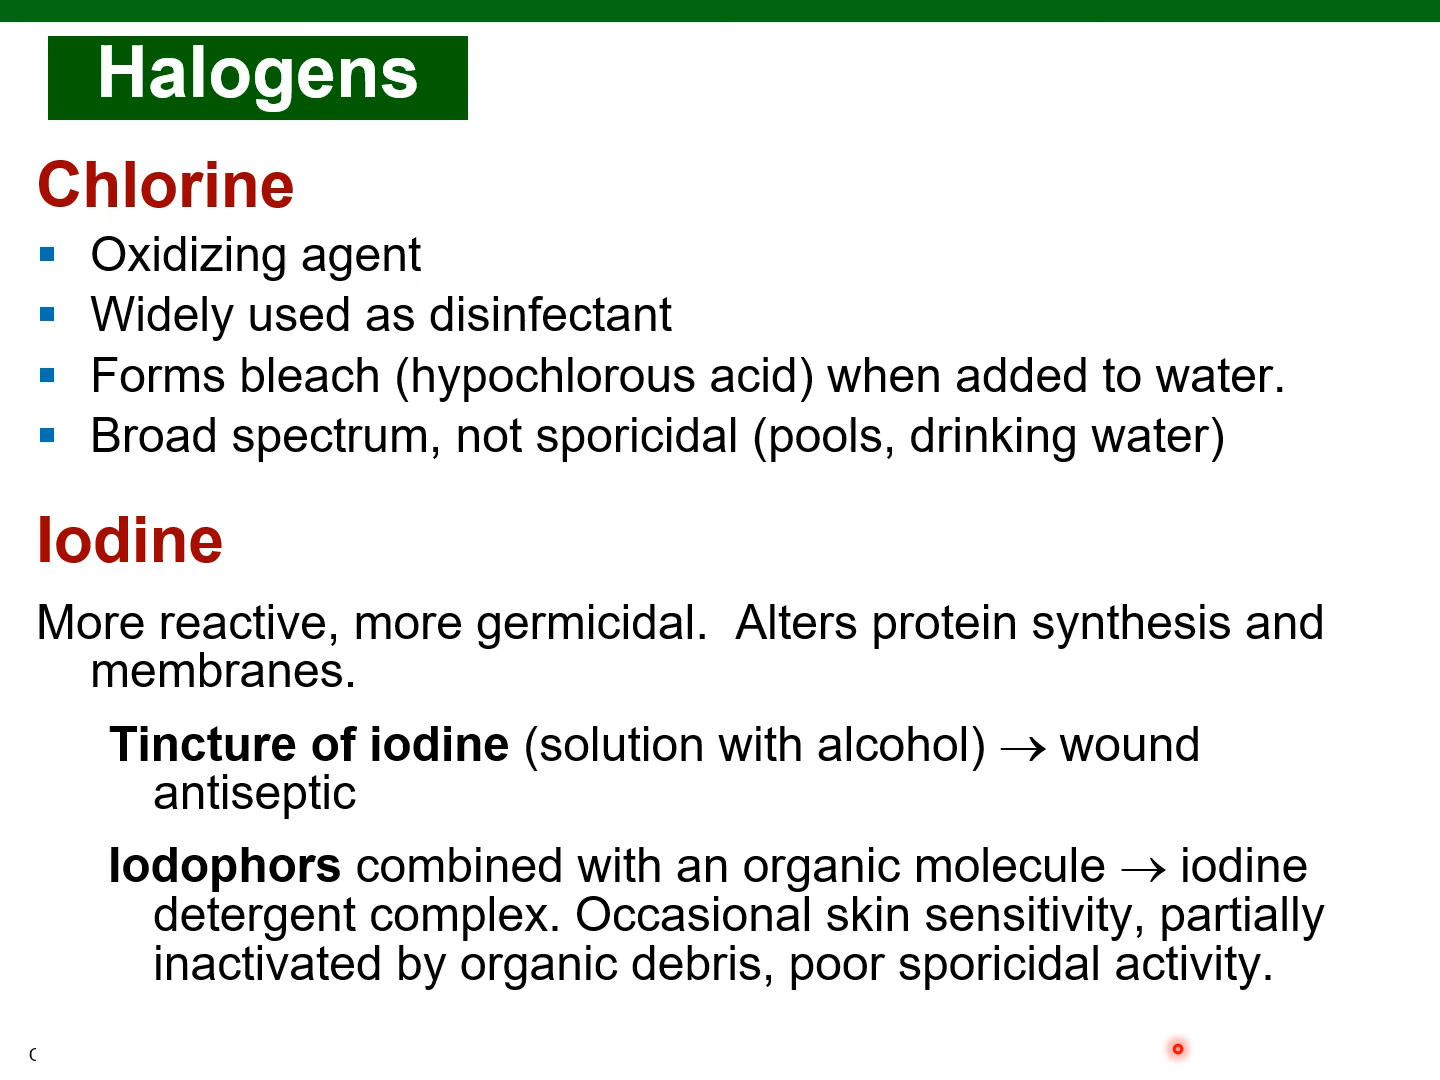 Halogens
Chlorine
▪ Oxidizing agent
▪ Widely used as disinfectant
▪ Forms bleach (hypochlorous acid) when added to water.
▪ Broad spectrum, not sporicidal (pools, drinking water)
Iodine
More reactive, more germicidal.  Alters protein synthesis and
membranes.
Tincture of iodine (solution with alcohol) → wound
antiseptic
Iodophors combined with an organic molecule → iodine
detergent complex. Occasional skin sensitivity, partially
inactivated by organic debris, poor sporicidal activity.